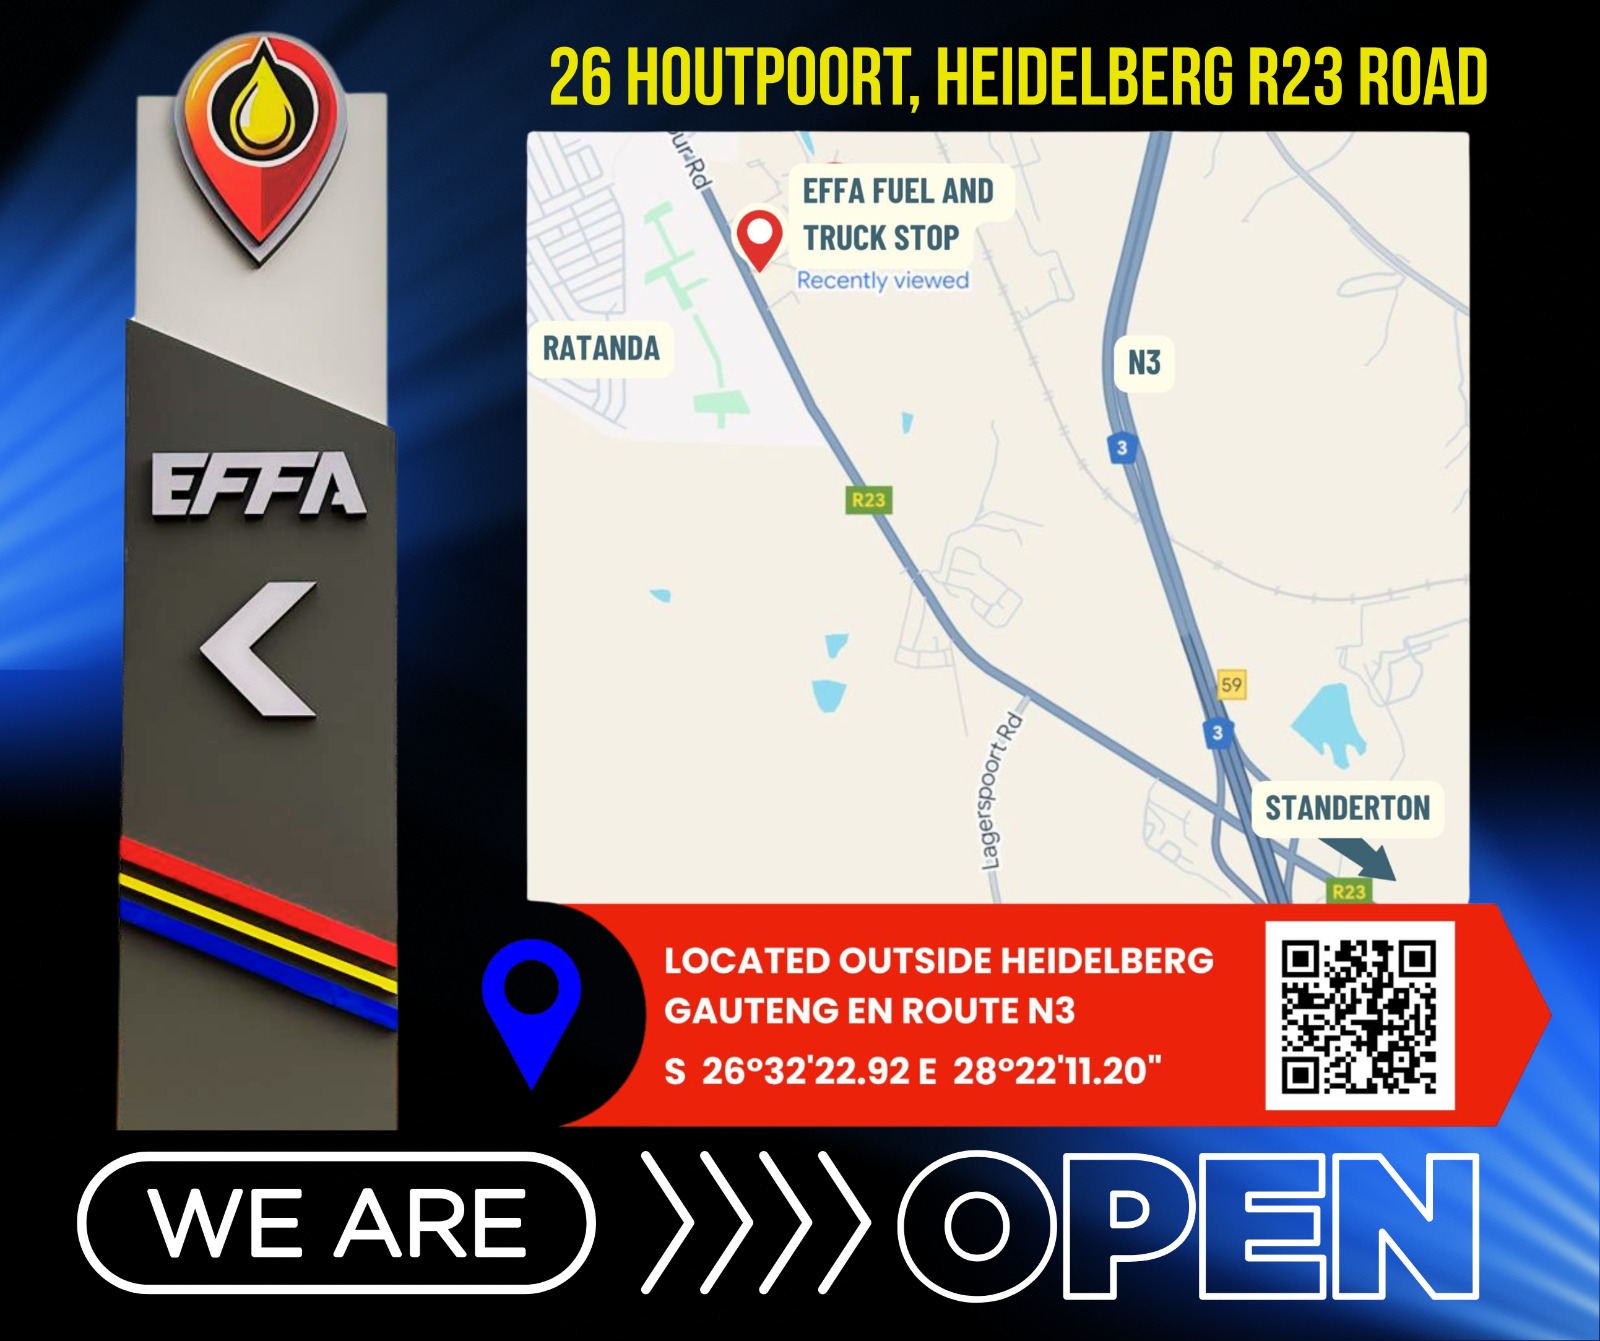 26 HOUTPOORT, HEIDELBERG R23 ROAD
EFFA FUEL AND
TRUCK STOP
Recently viewed
RATANDA
N3
3
R23
59
3
Lagerspoort Rd
STANDERTON
R23
EFFA
LOCATED OUTSIDE HEIDELBERG
GAUTENG EN ROUTE N3
S 26°32'22.92 E 28°22'11.20"
WE ARE
OPEN